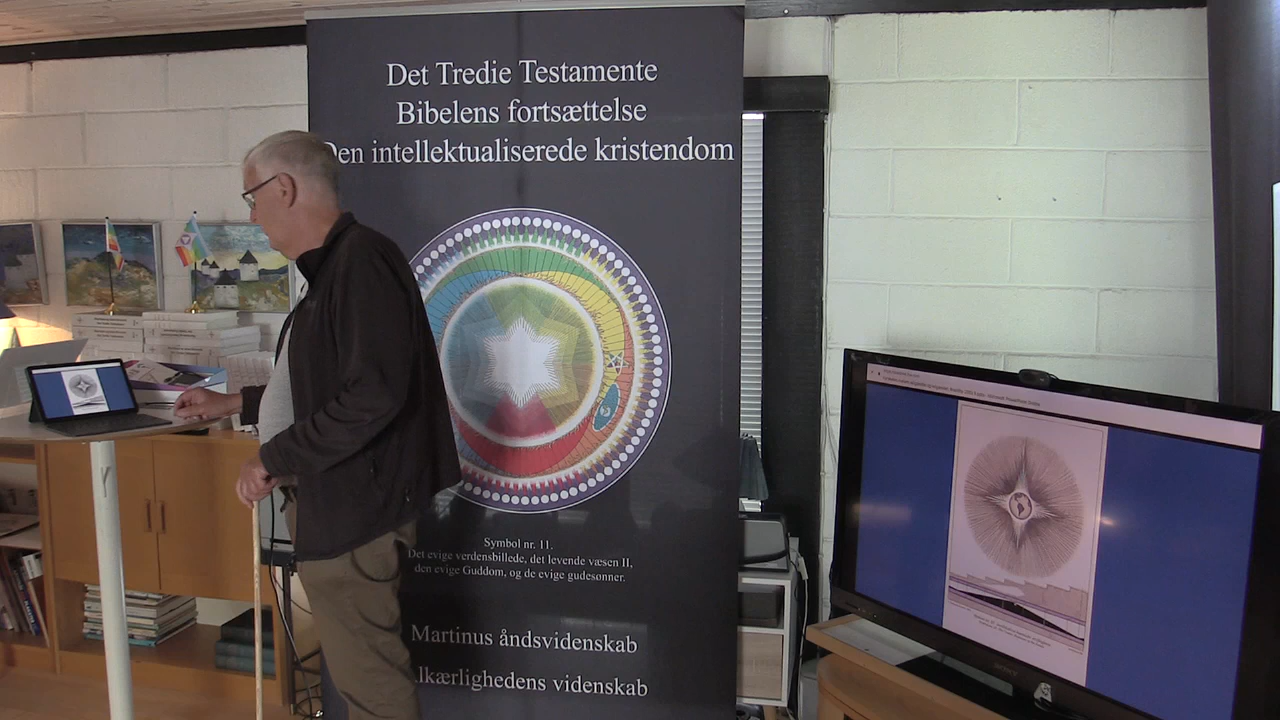 Det Tredie Testamente
Bibelens fortsættelse
Den intellektualiserede kristendom
Symbol nr. 11.
Det evige verdensbillede, det levende væsen II,
den evige Guddom, og de evige gudesønner.
Martinus åndsvidenskab
lkærlighedens videnskab